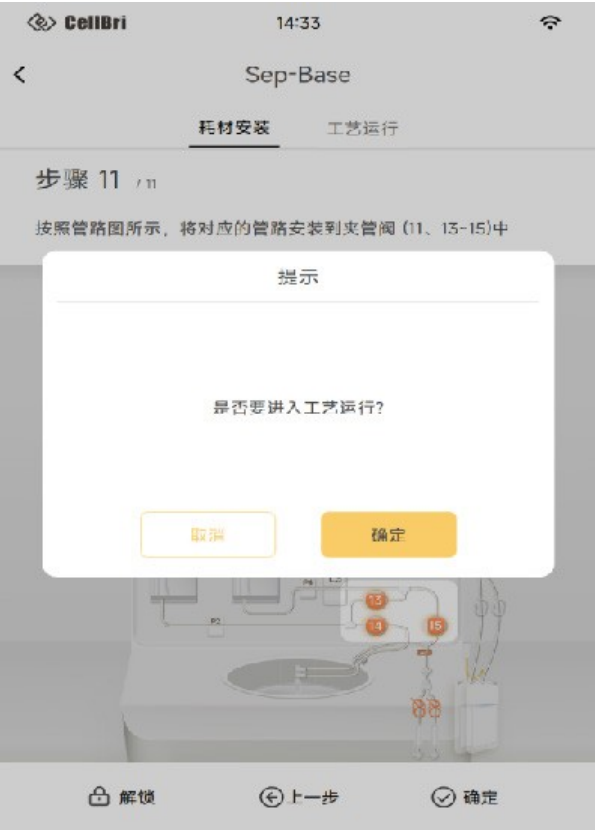 CellBri 14:33
Sep-Base
耗材安装 工艺运行
步骤 11 / 11
按照管路图所示，将对应的管路安装到夹管阀 (11、13-15)中
提示
是否要进入工艺运行?
取消 确定
P4
13
P2 14 15
解锁 上一步 确定